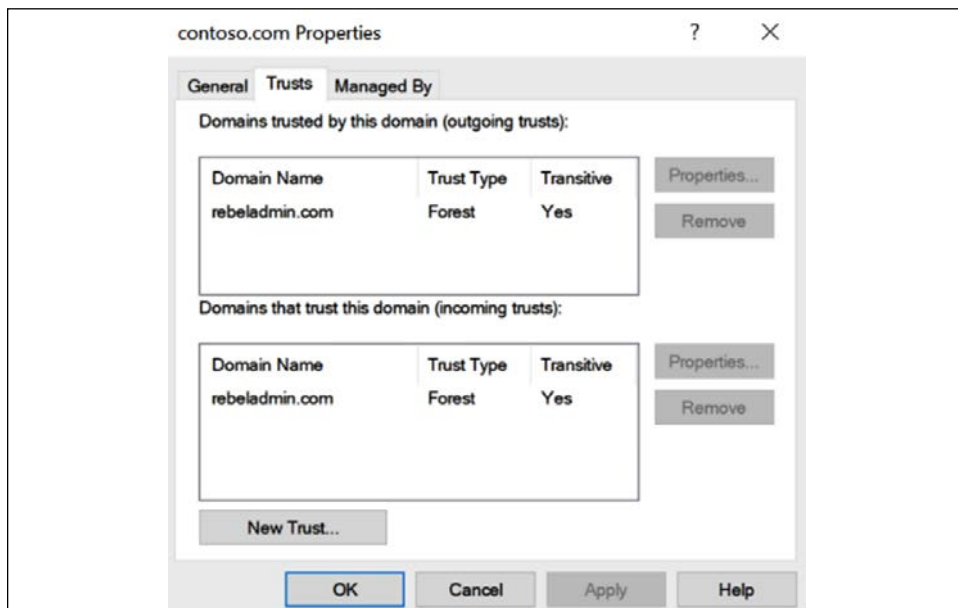 contoso.com Properties ?
General Trusts Managed By
Domains trusted by this domain (outgoing trusts):
Domain Name Trust Type Transitive Properties...
rebeladmin.com Forest Yes Remove
Domains that trust this domain (incoming trusts):
Domain Name Trust Type Transitive Properties...
rebeladmin.com Forest Yes Remove
New Trust...
OK Cancel Apply Help